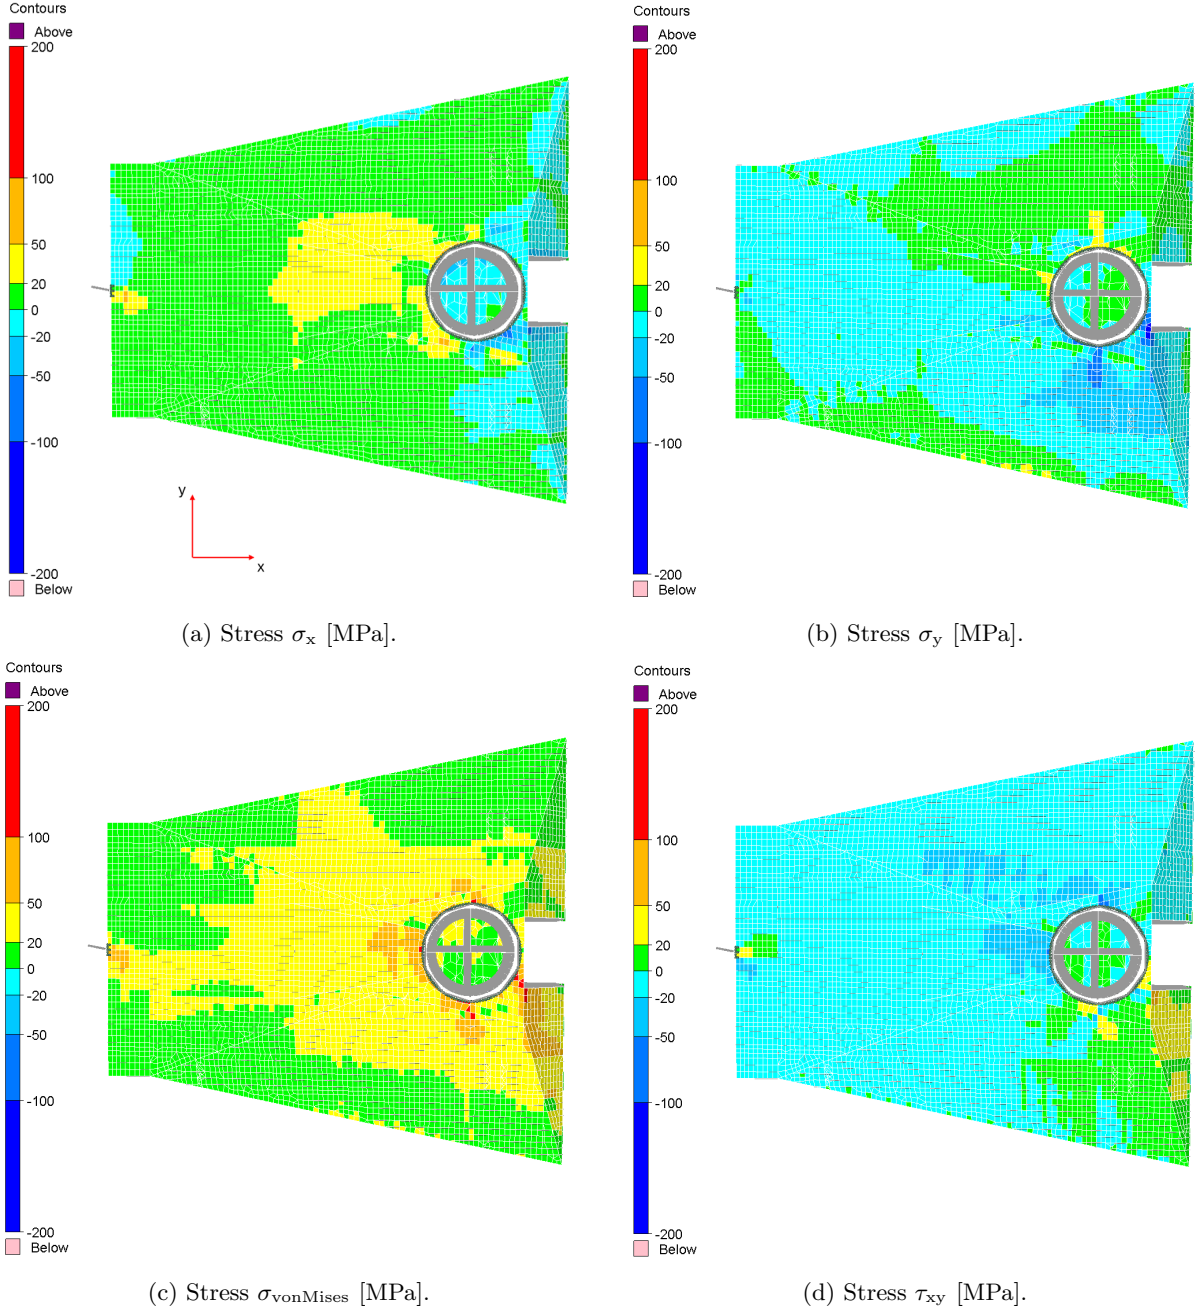 Contours
Above
200
100
50
20
0
-20
-50
-100
-200
Below
y
x
(a) Stress σx [MPa].
Contours
Above
200
100
50
20
0
-20
-50
-100
-200
Below
(b) Stress σy [MPa].
Contours
Above
200
100
50
20
0
-20
-50
-100
-200
Below
(c) Stress σvonMises [MPa].
Contours
Above
200
100
50
20
0
-20
-50
-100
-200
Below
(d) Stress τxy [MPa].